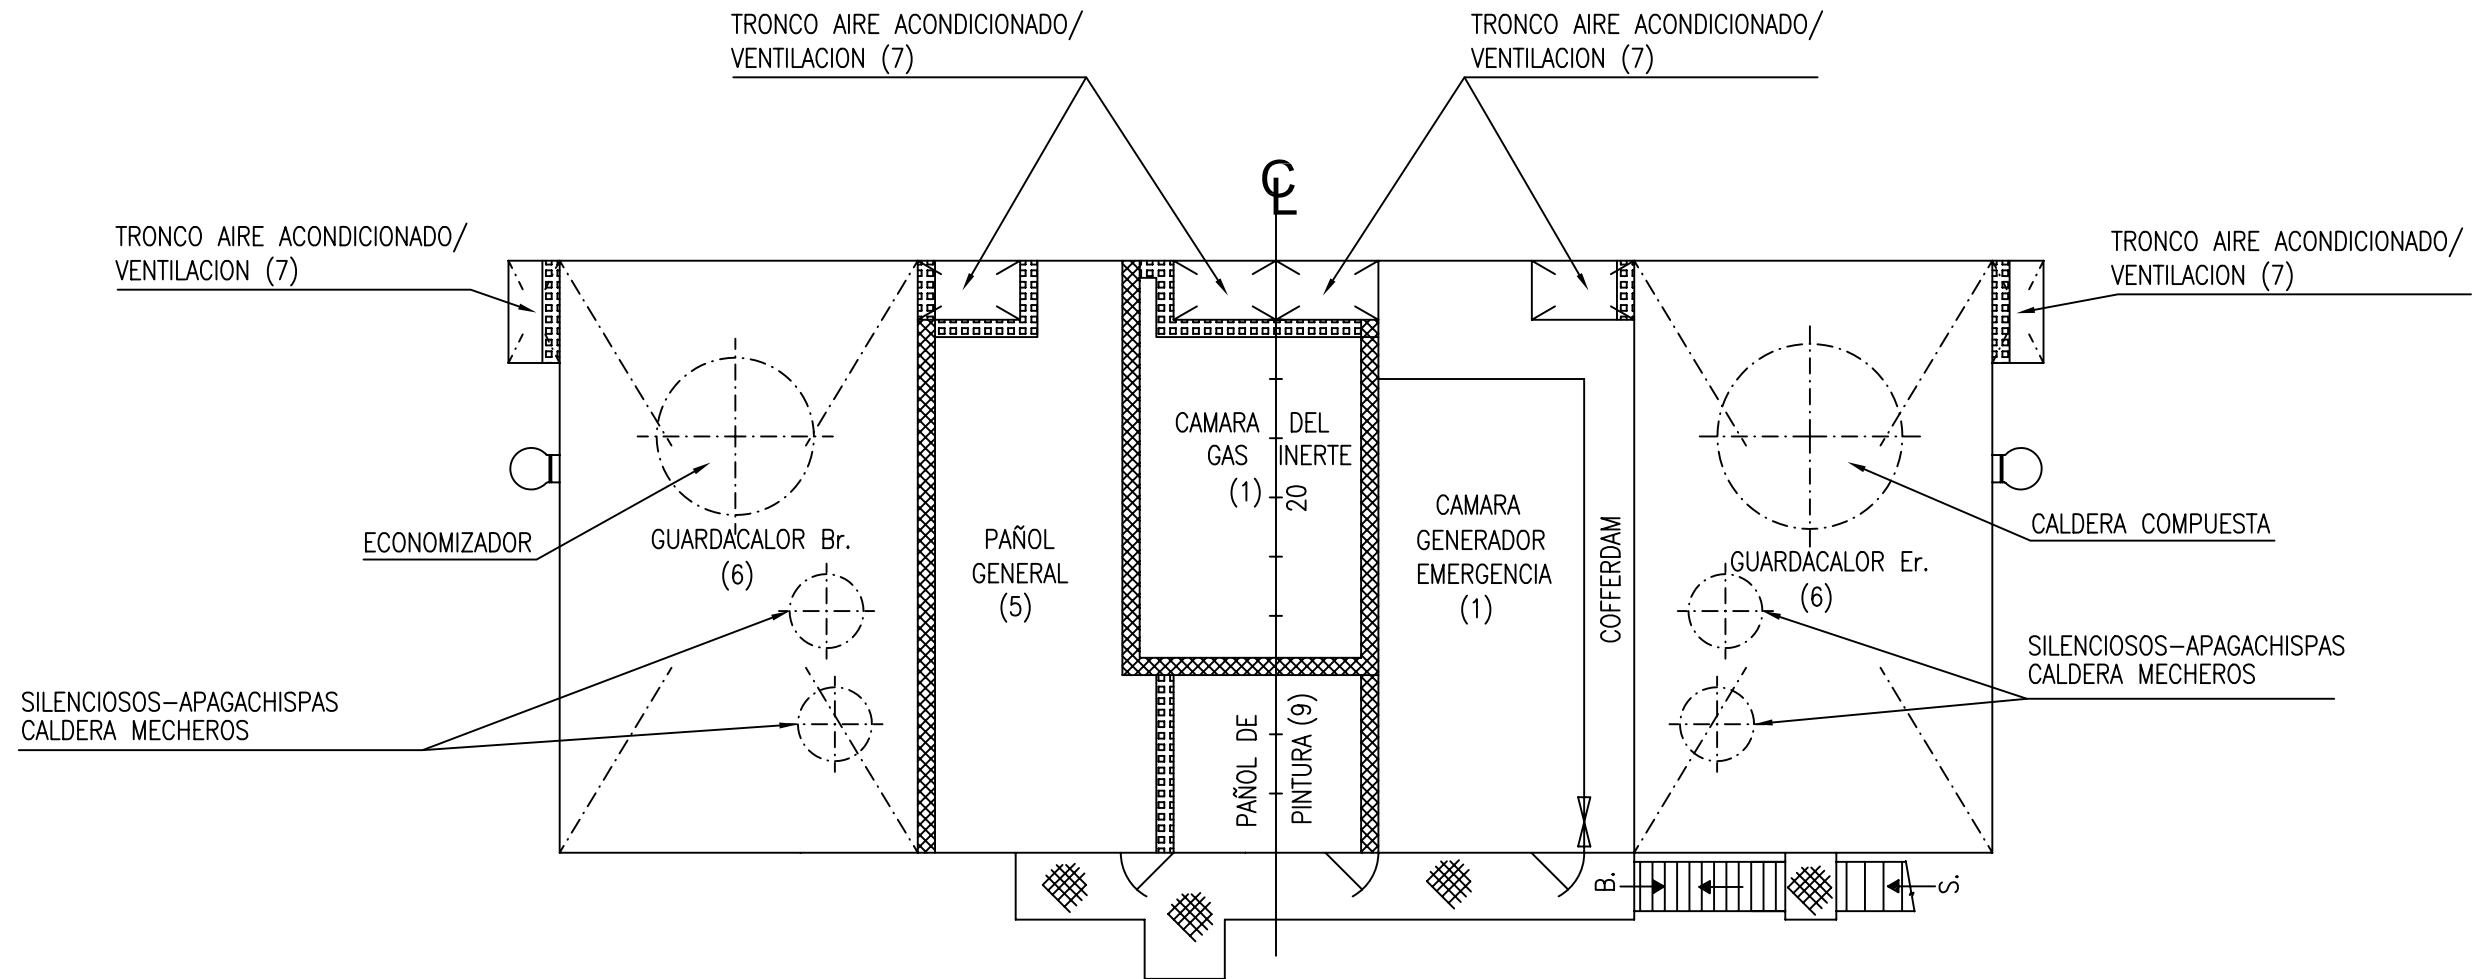 TRONCO AIRE ACONDICIONADO/
VENTILACION (7)
TRONCO AIRE ACONDICIONADO/
VENTILACION (7)
CL
TRONCO AIRE ACONDICIONADO/
VENTILACION (7)
TRONCO AIRE ACONDICIONADO/
VENTILACION (7)
CAMARA DEL
GAS INERTE
(1)
20
CAMARA
GENERADOR
EMERGENCIA
(1)
COFFERDAM
CALDERA COMPUESTA
ECONOMIZADOR
GUARDACALOR Br.
(6)
PAÑOL
GENERAL
(5)
GUARDACALOR Er.
(6)
SILENCIOSOS-APAGACHISPAS
CALDERA MECHEROS
SILENCIOSOS-APAGACHISPAS
CALDERA MECHEROS
PAÑOL DE
PINTURA (9)
B.
S.